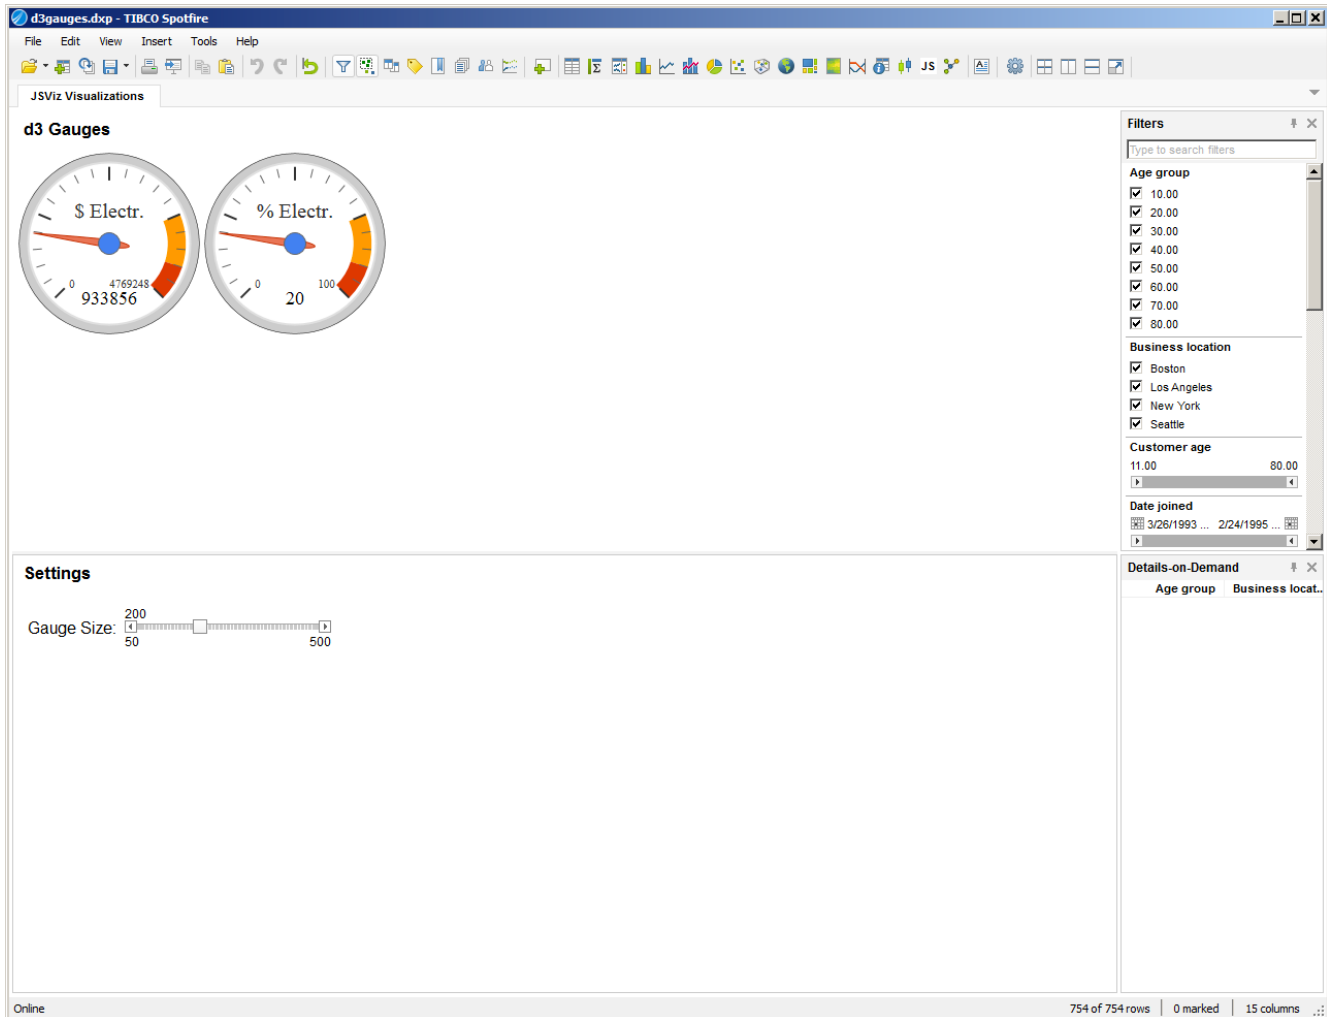 d3gauges.dxp - TIBCO Spotfire
File Edit View Insert Tools Help
JS
JSViz Visualizations
d3 Gauges
$ Electr.
0 4769248
933856
% Electr.
0 100
20
Filters
Type to search filters
Age group
10.00
20.00
30.00
40.00
50.00
60.00
70.00
80.00
Business location
Boston
Los Angeles
New York
Seattle
Customer age
11.00 80.00
Date joined
3/26/1993 ... 2/24/1995 ...
Settings
Gauge Size:
200
50 500
Details-on-Demand
Age group Business locat..
Online
754 of 754 rows 0 marked 15 columns